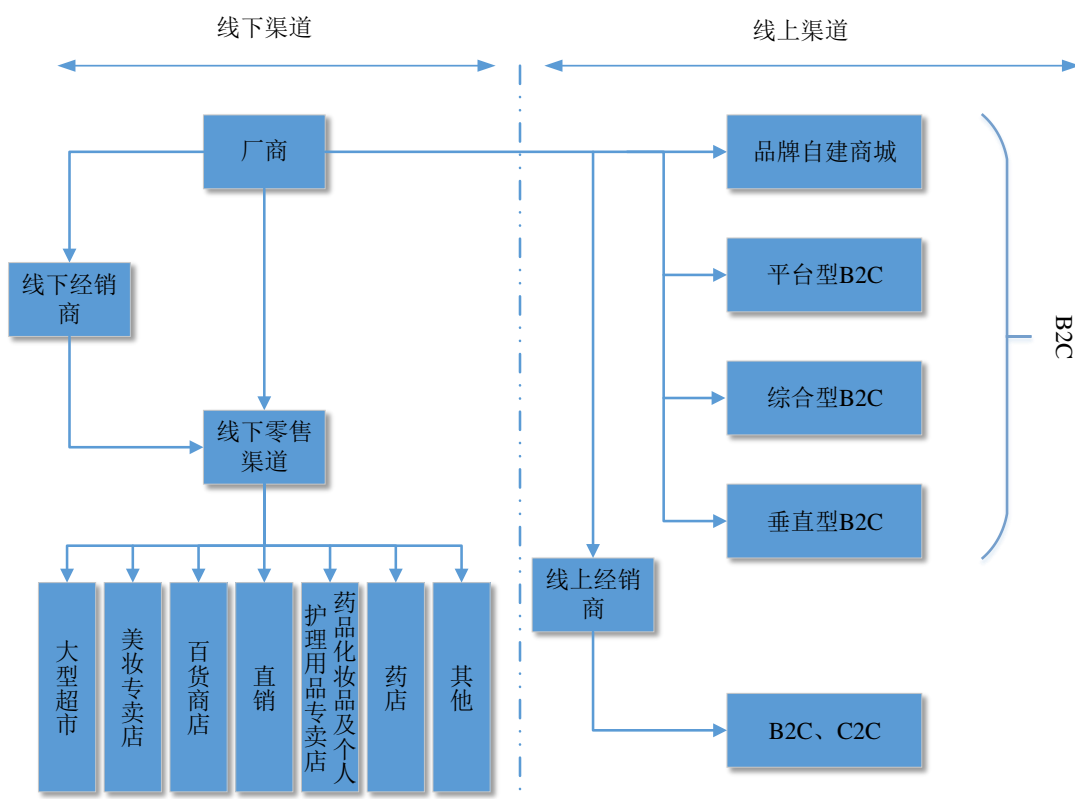 线下渠道
线上渠道
厂商
品牌自建商城
线下经销
商
平台型B2C
B2C
综合型B2C
线下零售
渠道
垂直型B2C
线上经销
商
大型超市
美妆专卖店
百货商店
直销
药品化妆品及个人
护理用品专卖店
药店
其他
B2C、C2C